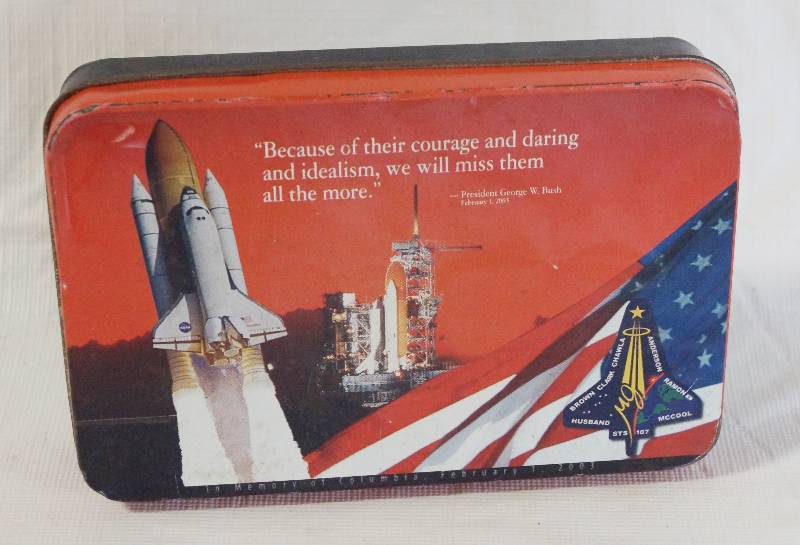 “Because of their courage and daring
and idealism, we will miss them
all the more.”
— President George W. Bush
February 1, 2003
NASA
BROWN CLARK CHAWLA ANDERSON RAMON
HUSBAND MCCOOL
STS 107
In Memory of Columbia, February 1, 2003